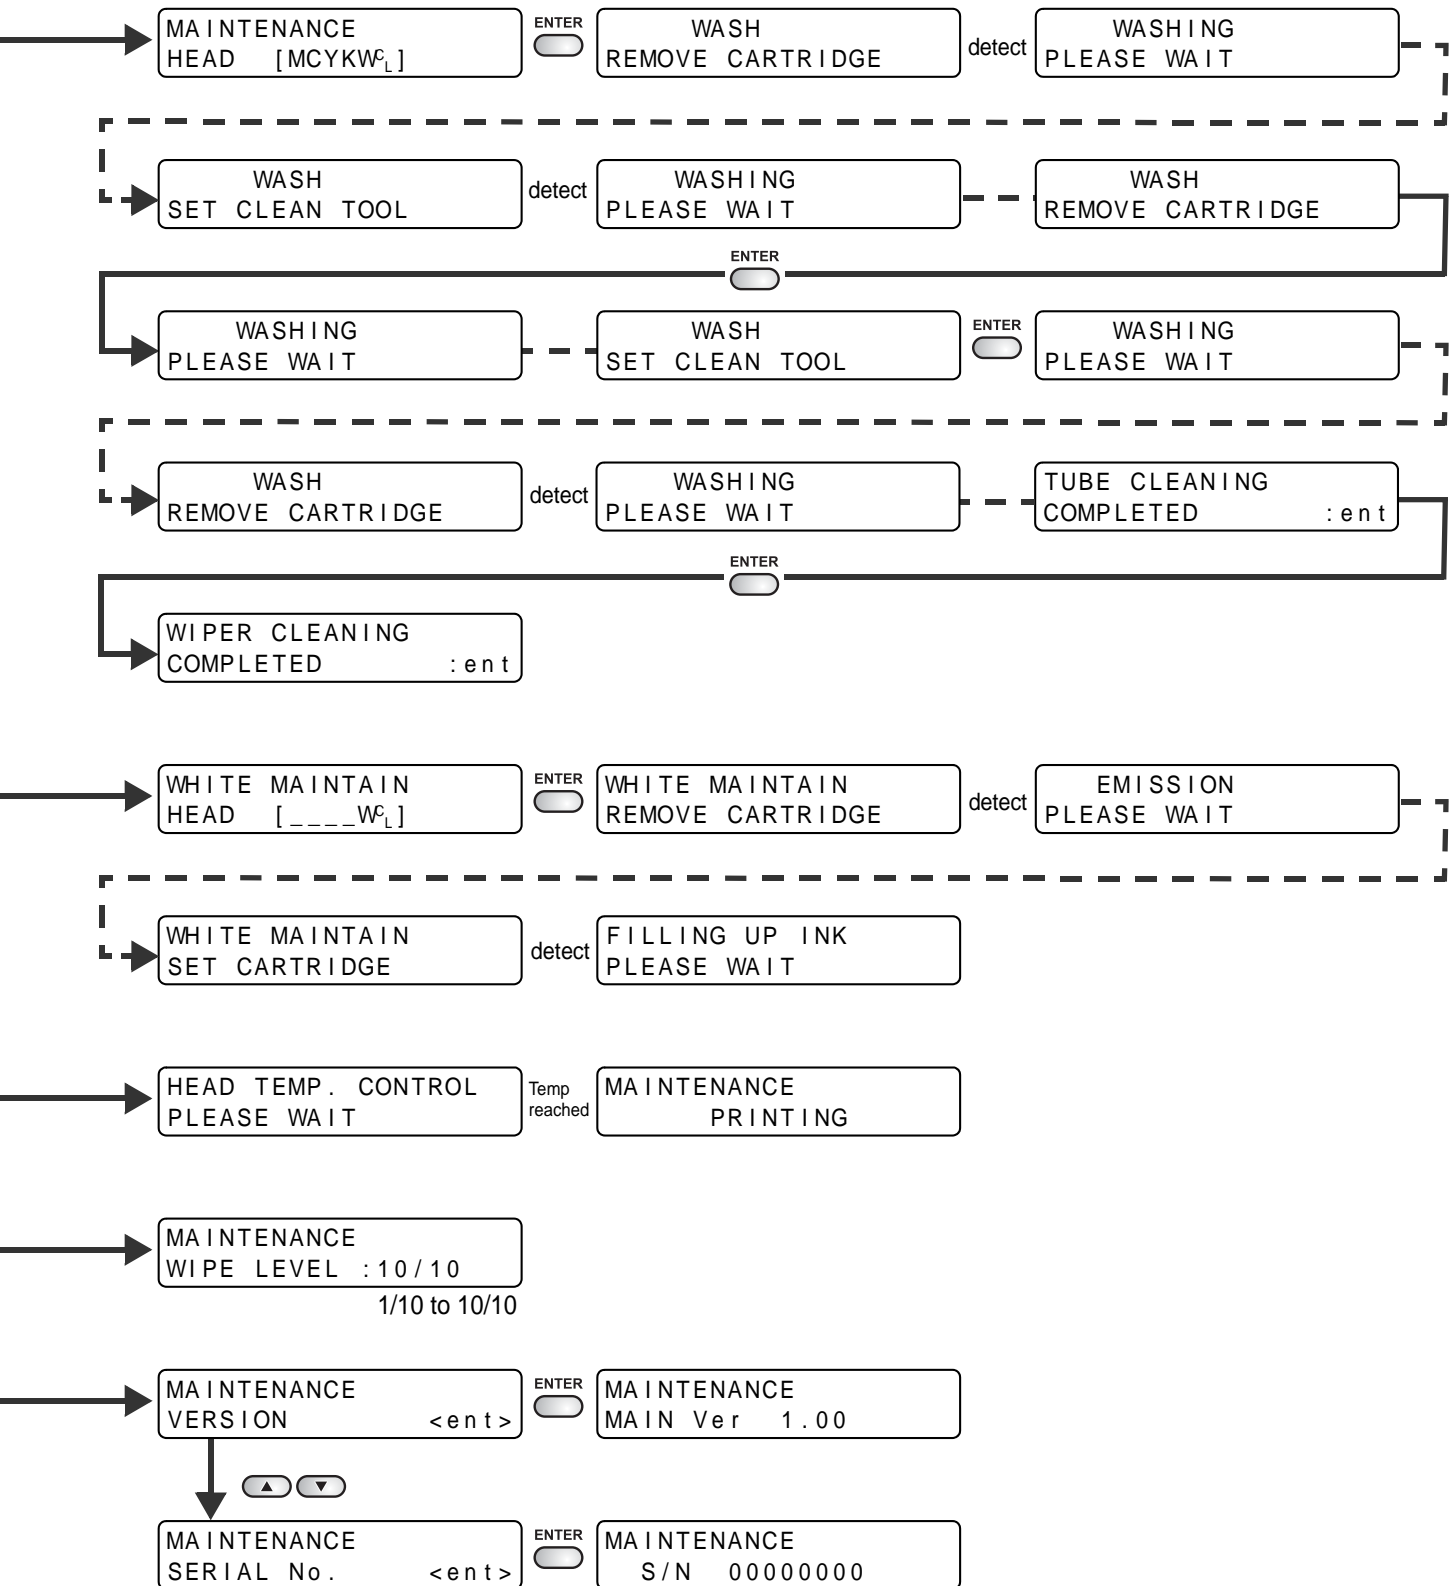 MAINTENANCE
HEAD [MCYKWCL]
ENTER
WASH
REMOVE CARTRIDGE
detect
WASHING
PLEASE WAIT
WASH
SET CLEAN TOOL
detect
WASHING
PLEASE WAIT
WASH
REMOVE CARTRIDGE
ENTER
WASHING
PLEASE WAIT
WASH
SET CLEAN TOOL
ENTER
WASHING
PLEASE WAIT
WASH
REMOVE CARTRIDGE
detect
WASHING
PLEASE WAIT
TUBE CLEANING
COMPLETED :ent
ENTER
WIPER CLEANING
COMPLETED :ent
WHITE MAINTAIN
HEAD [____WCL]
ENTER
WHITE MAINTAIN
REMOVE CARTRIDGE
detect
EMISSION
PLEASE WAIT
WHITE MAINTAIN
SET CARTRIDGE
detect
FILLING UP INK
PLEASE WAIT
HEAD TEMP. CONTROL
PLEASE WAIT
Temp
reached
MAINTENANCE
PRINTING
MAINTENANCE
WIPE LEVEL :10/10
1/10 to 10/10
MAINTENANCE
VERSION <ent>
ENTER
MAINTENANCE
MAIN Ver 1.00
MAINTENANCE
SERIAL No. <ent>
ENTER
MAINTENANCE
S/N 00000000